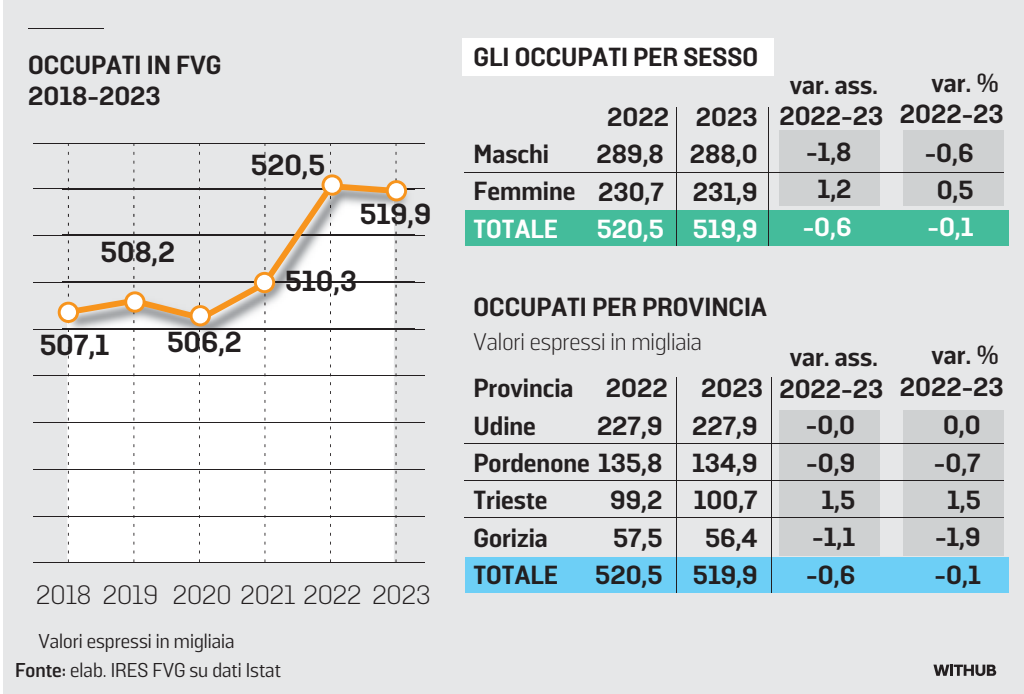 OCCUPATI IN FVG
2018-2023
520,5
519,9
508,2
510,3
507,1
506,2
2018 2019 2020 2021 2022 2023
Valori espressi in migliaia
Fonte: elab. IRES FVG su dati Istat
GLI OCCUPATI PER SESSO
var. ass. var. %
2022 2023 2022-23 2022-23
Maschi 289,8 288,0 -1,8 -0,6
Femmine 230,7 231,9 1,2 0,5
TOTALE 520,5 519,9 -0,6 -0,1
OCCUPATI PER PROVINCIA
Valori espressi in migliaia
var. ass. var. %
Provincia 2022 2023 2022-23 2022-23
Udine 227,9 227,9 -0,0 0,0
Pordenone 135,8 134,9 -0,9 -0,7
Trieste 99,2 100,7 1,5 1,5
Gorizia 57,5 56,4 -1,1 -1,9
TOTALE 520,5 519,9 -0,6 -0,1
WITHUB